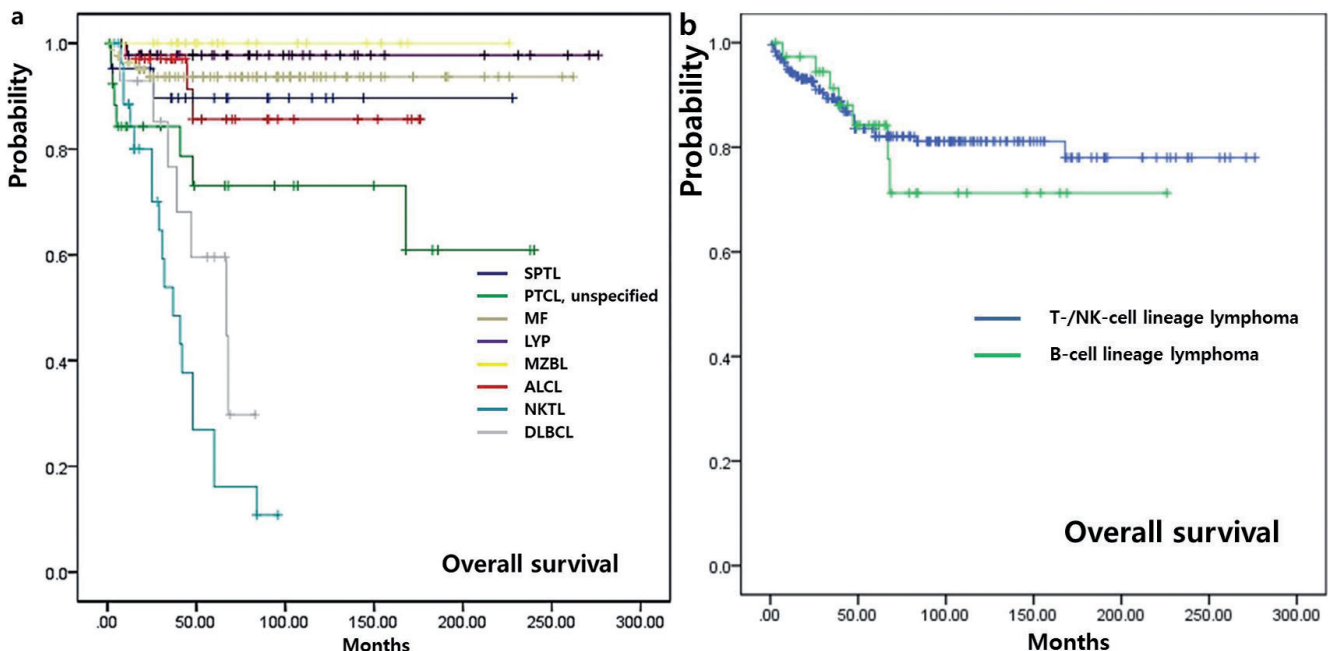 a
Probability
1.0
0.8
0.6
0.4
0.2
0.0
SPTL
PTCL, unspecified
MF
LYP
MZBL
ALCL
NKTL
DLBCL
Overall survival
.00 50.00 100.00 150.00 200.00 250.00 300.00
Months
b
Probability
1.0
0.8
0.6
0.4
0.2
0.0
T-/NK-cell lineage lymphoma
B-cell lineage lymphoma
Overall survival
.00 50.00 100.00 150.00 200.00 250.00 300.00
Months